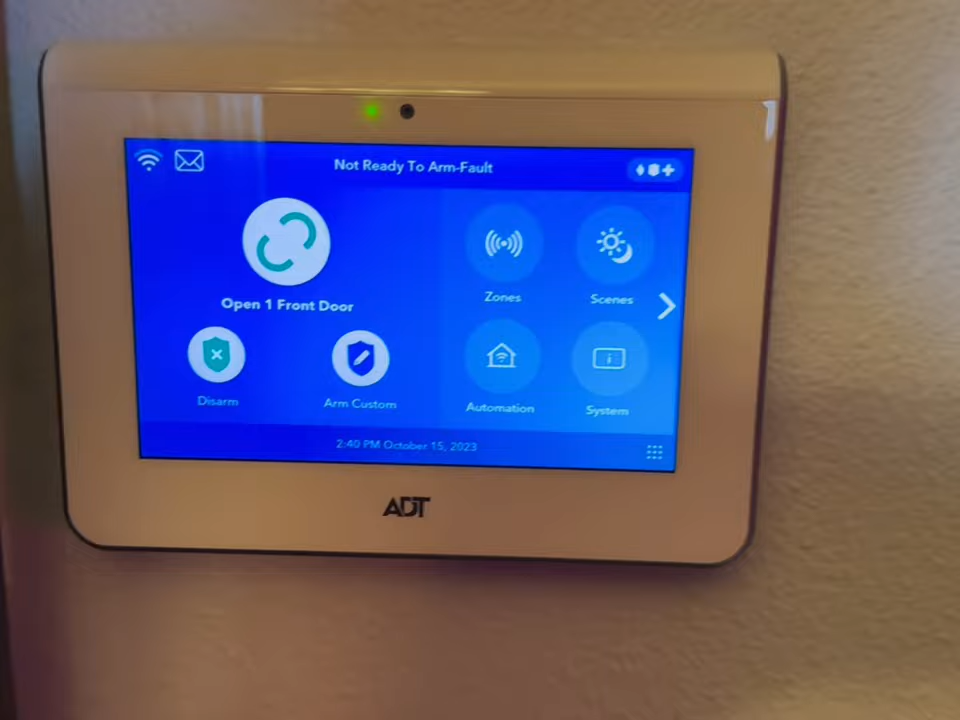 Not Ready To Arm-Fault
Open 1 Front Door
Zones
Scenes
Disarm
Arm Custom
Automation
System
2:40 PM October 15, 2023
ADT